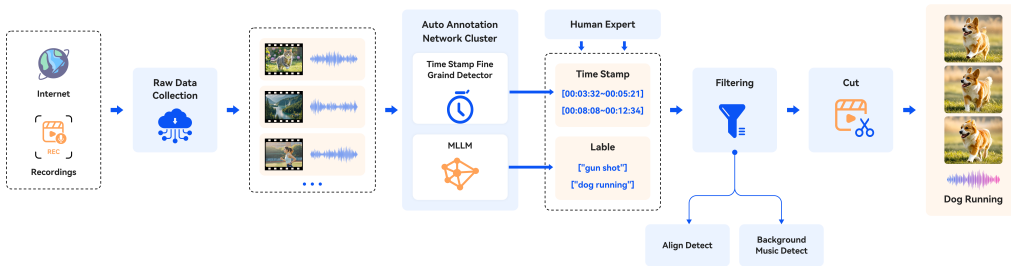 Internet
REC
Recordings
Raw Data
Collection
Auto Annotation
Network Cluster
Time Stamp Fine
Graind Detector
MLLM
Human Expert
Time Stamp
[00:03:32~00:05:21]
[00:08:08~00:12:34]
Lable
["gun shot"]
["dog running"]
Filtering
Align Detect
Background
Music Detect
Cut
Dog Running